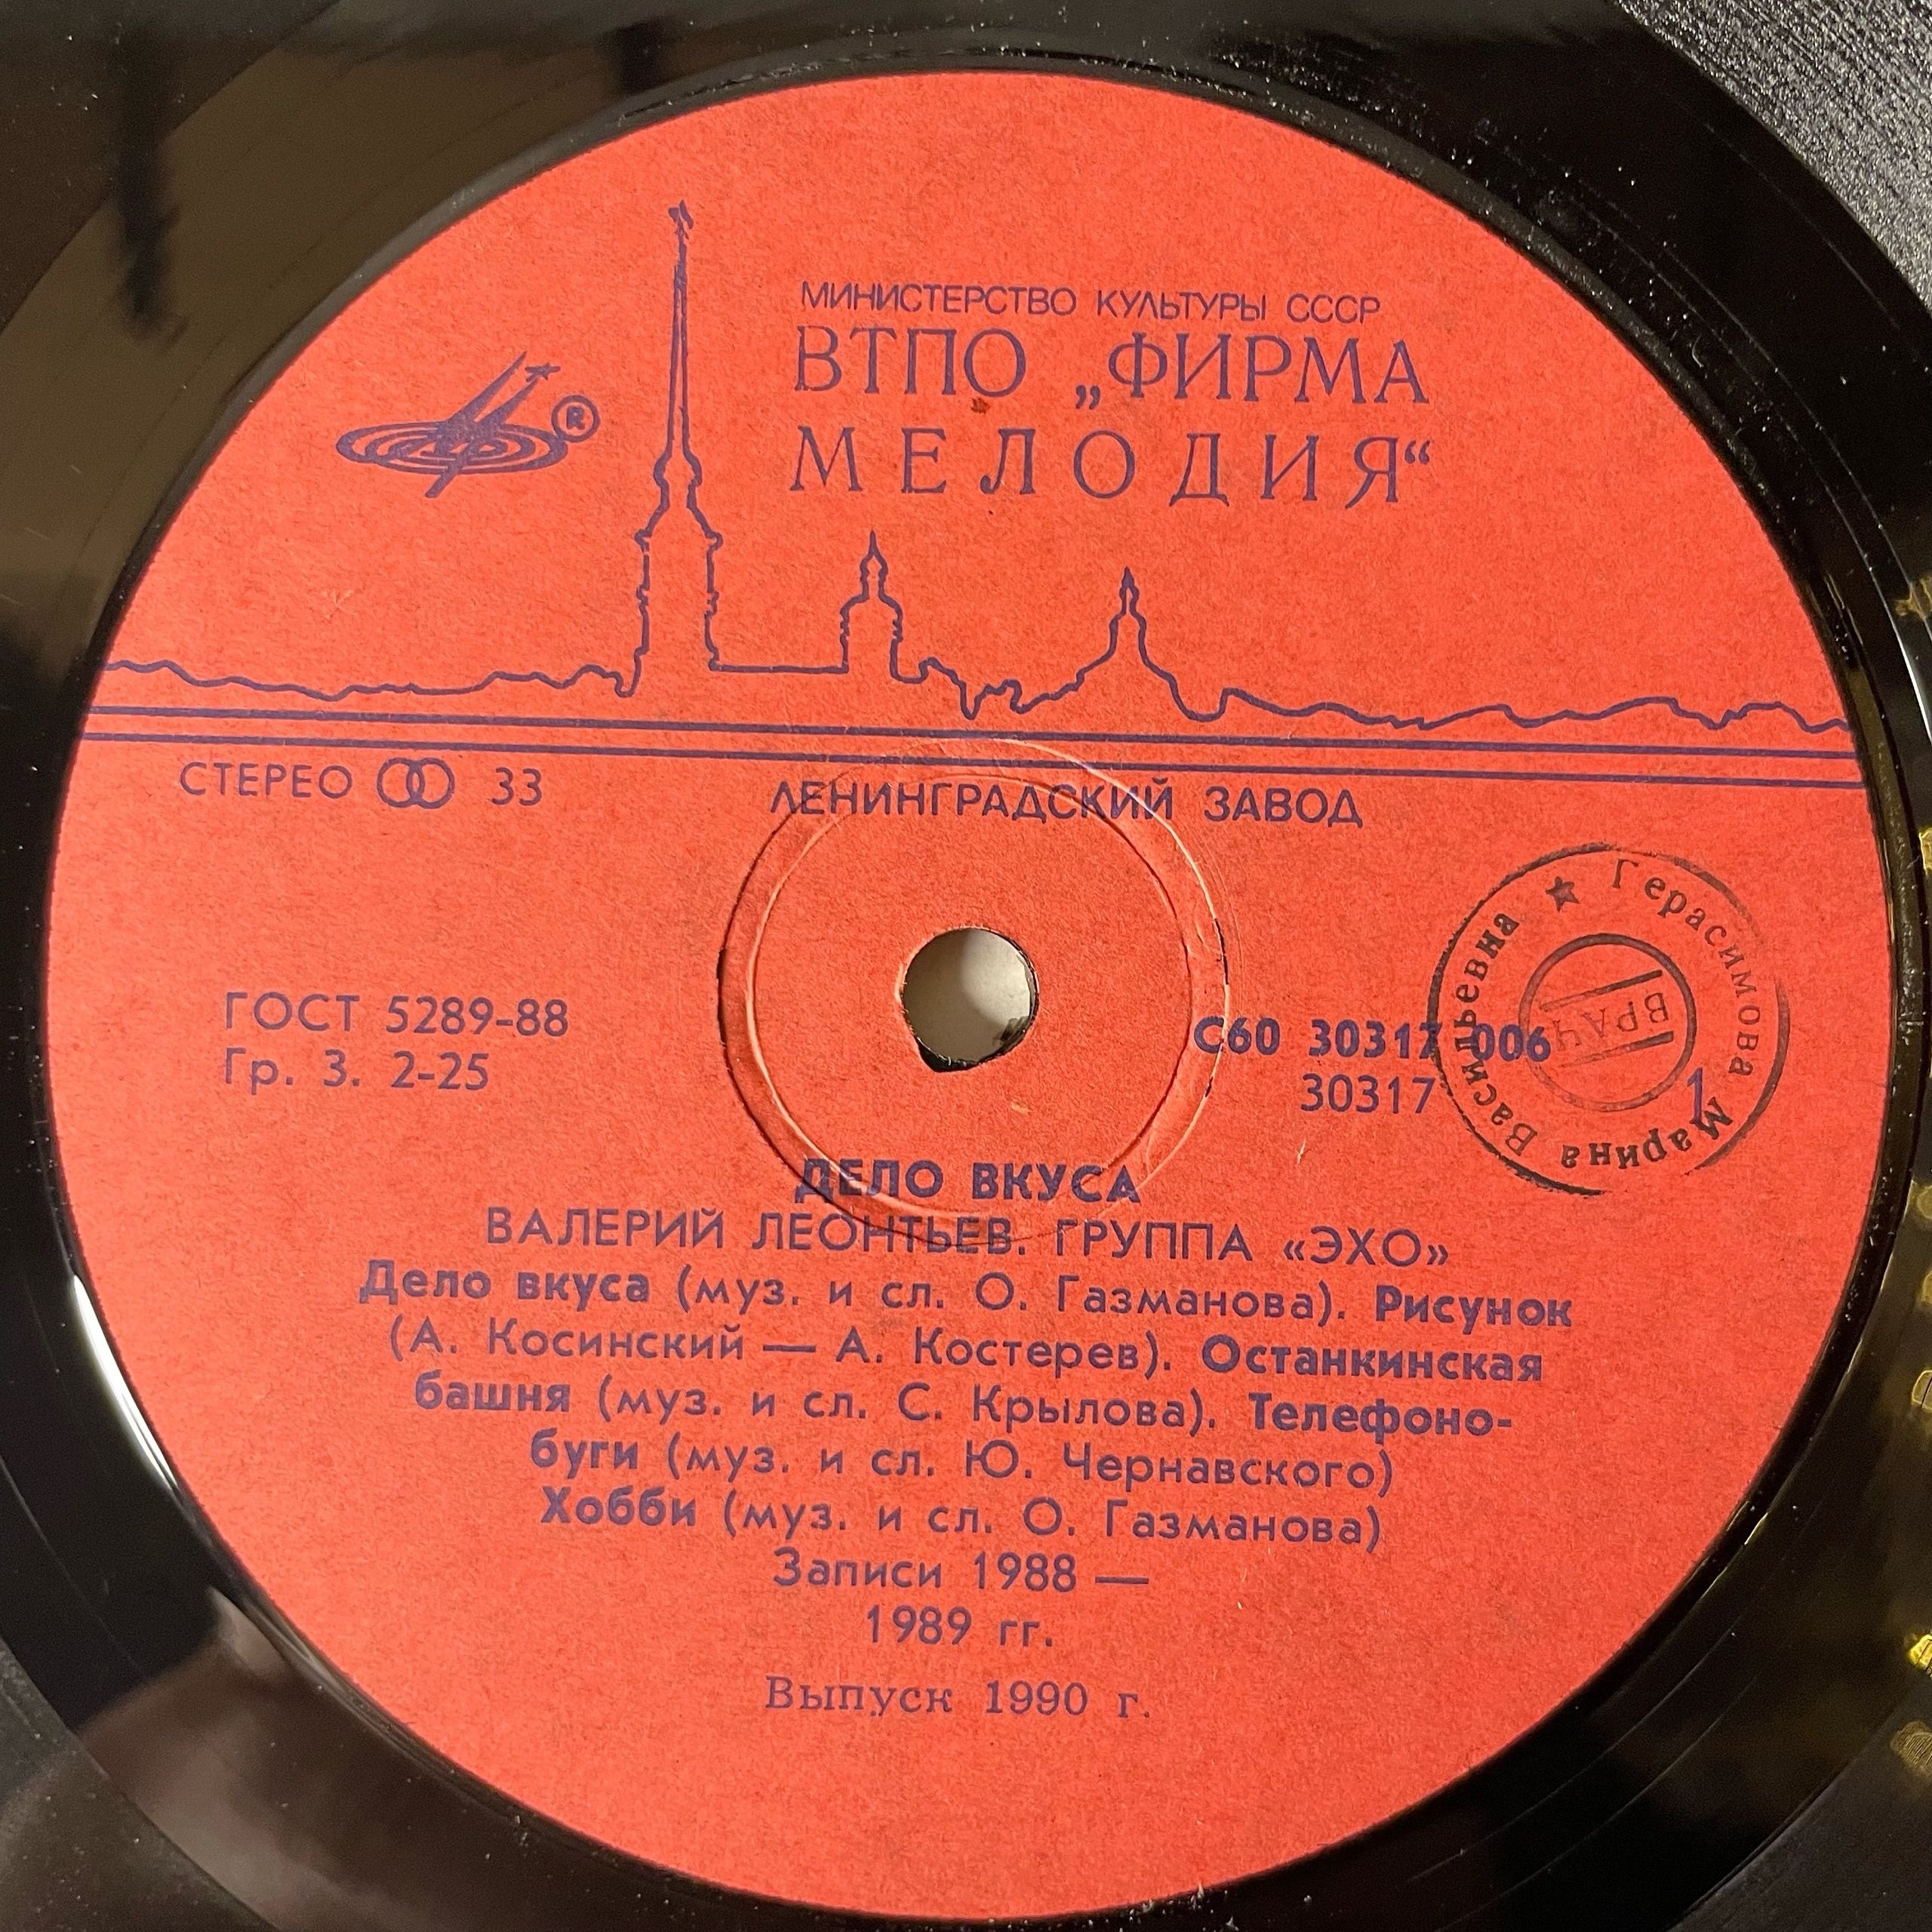 МИНИСТЕРСТВО КУЛЬТУРЫ СССР
ВТПО „ФИРМА
МЕЛОДИЯ“
®
СТЕРЕО 33
ЛЕНИНГРАДСКИЙ ЗАВОД
ГОСТ 5289-88
Гр. 3. 2-25
С60 30317 006
30317 1
Герасимова Марина Васильевна
ВРАЧ
ДЕЛО ВКУСА
ВАЛЕРИЙ ЛЕОНТЬЕВ. ГРУППА «ЭХО»
Дело вкуса (муз. и сл. О. Газманова). Рисунок
(А. Косинский — А. Костерев). Останкинская
башня (муз. и сл. С. Крылова). Телефоно-
буги (муз. и сл. Ю. Чернавского)
Хобби (муз. и сл. О. Газманова)
Записи 1988 —
1989 гг.
Выпуск 1990 г.